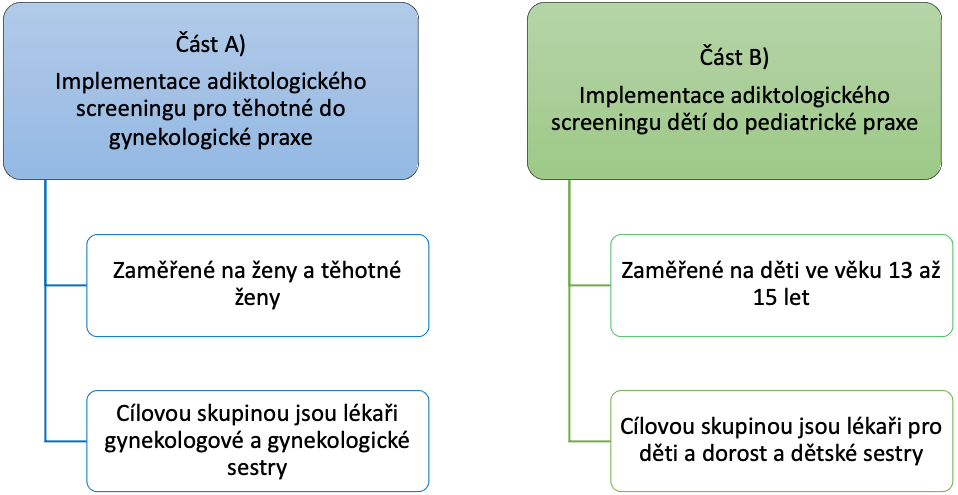 Část A)
Implementace adiktologického
screeningu pro těhotné do
gynekologické praxe
Zaměřené na ženy a těhotné
ženy
Cílovou skupinou jsou lékaři
gynekologové a gynekologické
sestry
Část B)
Implementace adiktologického
screeningu dětí do pediatrické praxe
Zaměřené na děti ve věku 13 až
15 let
Cílovou skupinou jsou lékaři pro
děti a dorost a dětské sestry